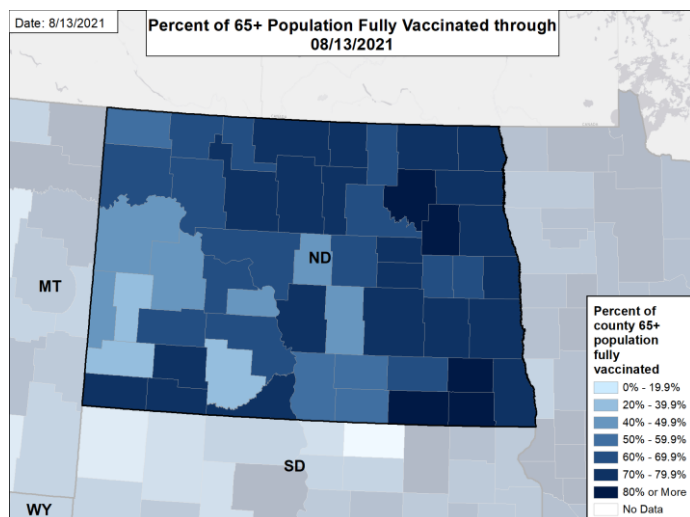 Date: 8/13/2021
Percent of 65+ Population Fully Vaccinated through
08/13/2021
ND
MT
SD
WY
Percent of
county 65+
population
fully
vaccinated
0% - 19.9%
20% - 39.9%
40% - 49.9%
50% - 59.9%
60% - 69.9%
70% - 79.9%
80% or More
No Data